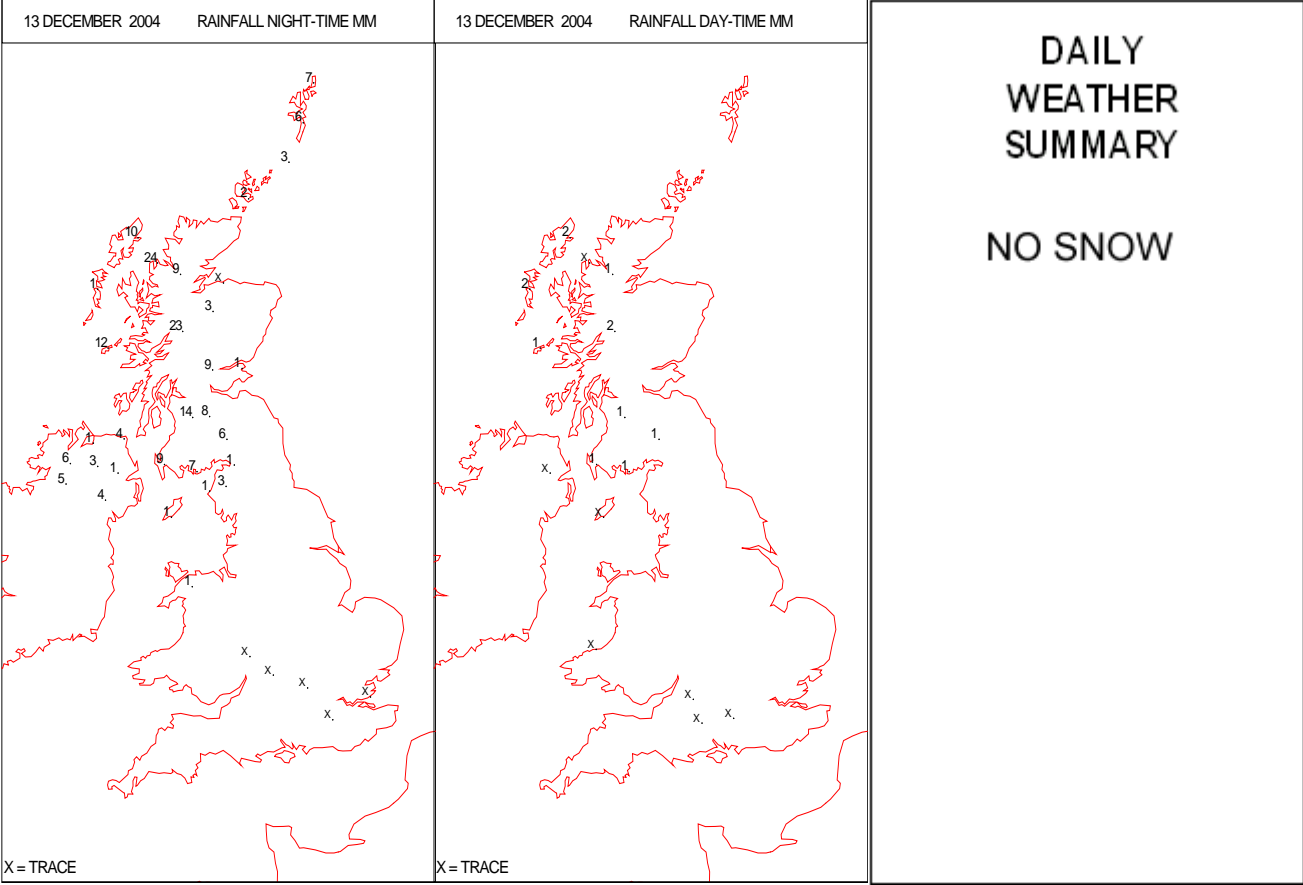 13 DECEMBER 2004 RAINFALL NIGHT-TIME MM
7
6
3
2
10
24
9
x
1
3
23
12
9
1
14
8
4
1
6
6
3
1
9
7
1
5
4
1
3
1
1
x
x
x
x
x
X = TRACE
13 DECEMBER 2004 RAINFALL DAY-TIME MM
2
x
1
2
2
1
1
1
x
1
1
x
x
x
x
x
X = TRACE
DAILY
WEATHER
SUMMARY
NO SNOW